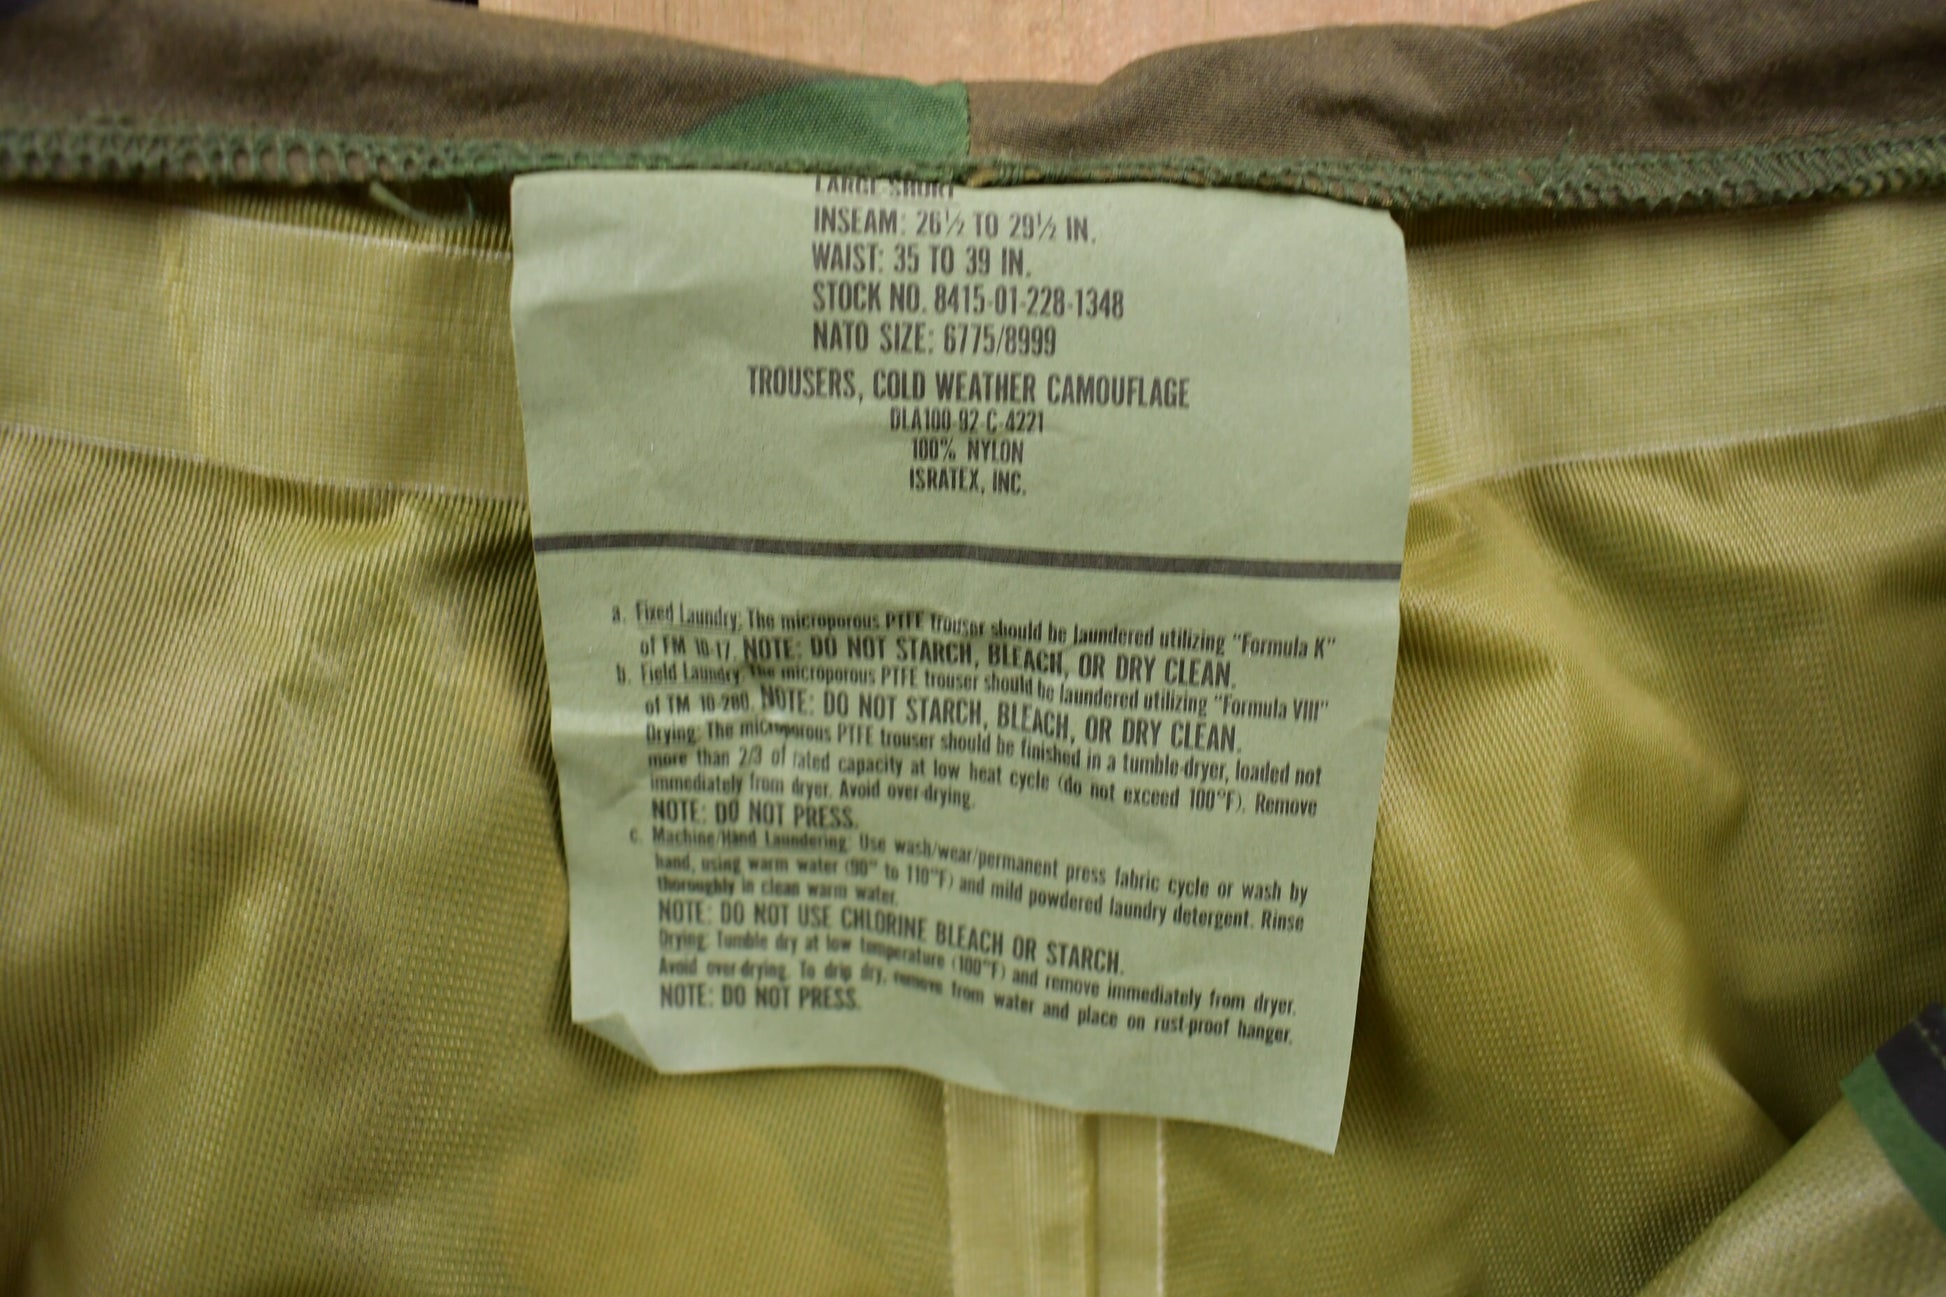 LARGE-SHORT
INSEAM: 26½ TO 29½ IN.
WAIST: 35 TO 39 IN.
STOCK NO. 8415-01-228-1348
NATO SIZE: 6775/8999
TROUSERS, COLD WEATHER CAMOUFLAGE
DLA100-92-C-4221
100% NYLON
ISRATEX, INC.
a. Fixed Laundry: The microporous PTFE trouser should be laundered utilizing "Formula K"
of FM 10-17. NOTE: DO NOT STARCH, BLEACH, OR DRY CLEAN.
b. Field Laundry: The microporous PTFE trouser should be laundered utilizing "Formula VIII"
of TM 10-280. NOTE: DO NOT STARCH, BLEACH, OR DRY CLEAN.
Drying: The microporous PTFE trouser should be finished in a tumble-dryer, loaded not
more than 2/3 of rated capacity at low heat cycle (do not exceed 100°F). Remove
immediately from dryer. Avoid over-drying.
NOTE: DO NOT PRESS.
c. Machine/Hand Laundering: Use wash/wear/permanent press fabric cycle or wash by
hand, using warm water (90° to 110°F) and mild powdered laundry detergent. Rinse
thoroughly in clean warm water.
NOTE: DO NOT USE CHLORINE BLEACH OR STARCH.
Drying: Tumble dry at low temperature (100°F) and remove immediately from dryer.
Avoid over-drying. To drip dry, remove from water and place on rust-proof hanger.
NOTE: DO NOT PRESS.